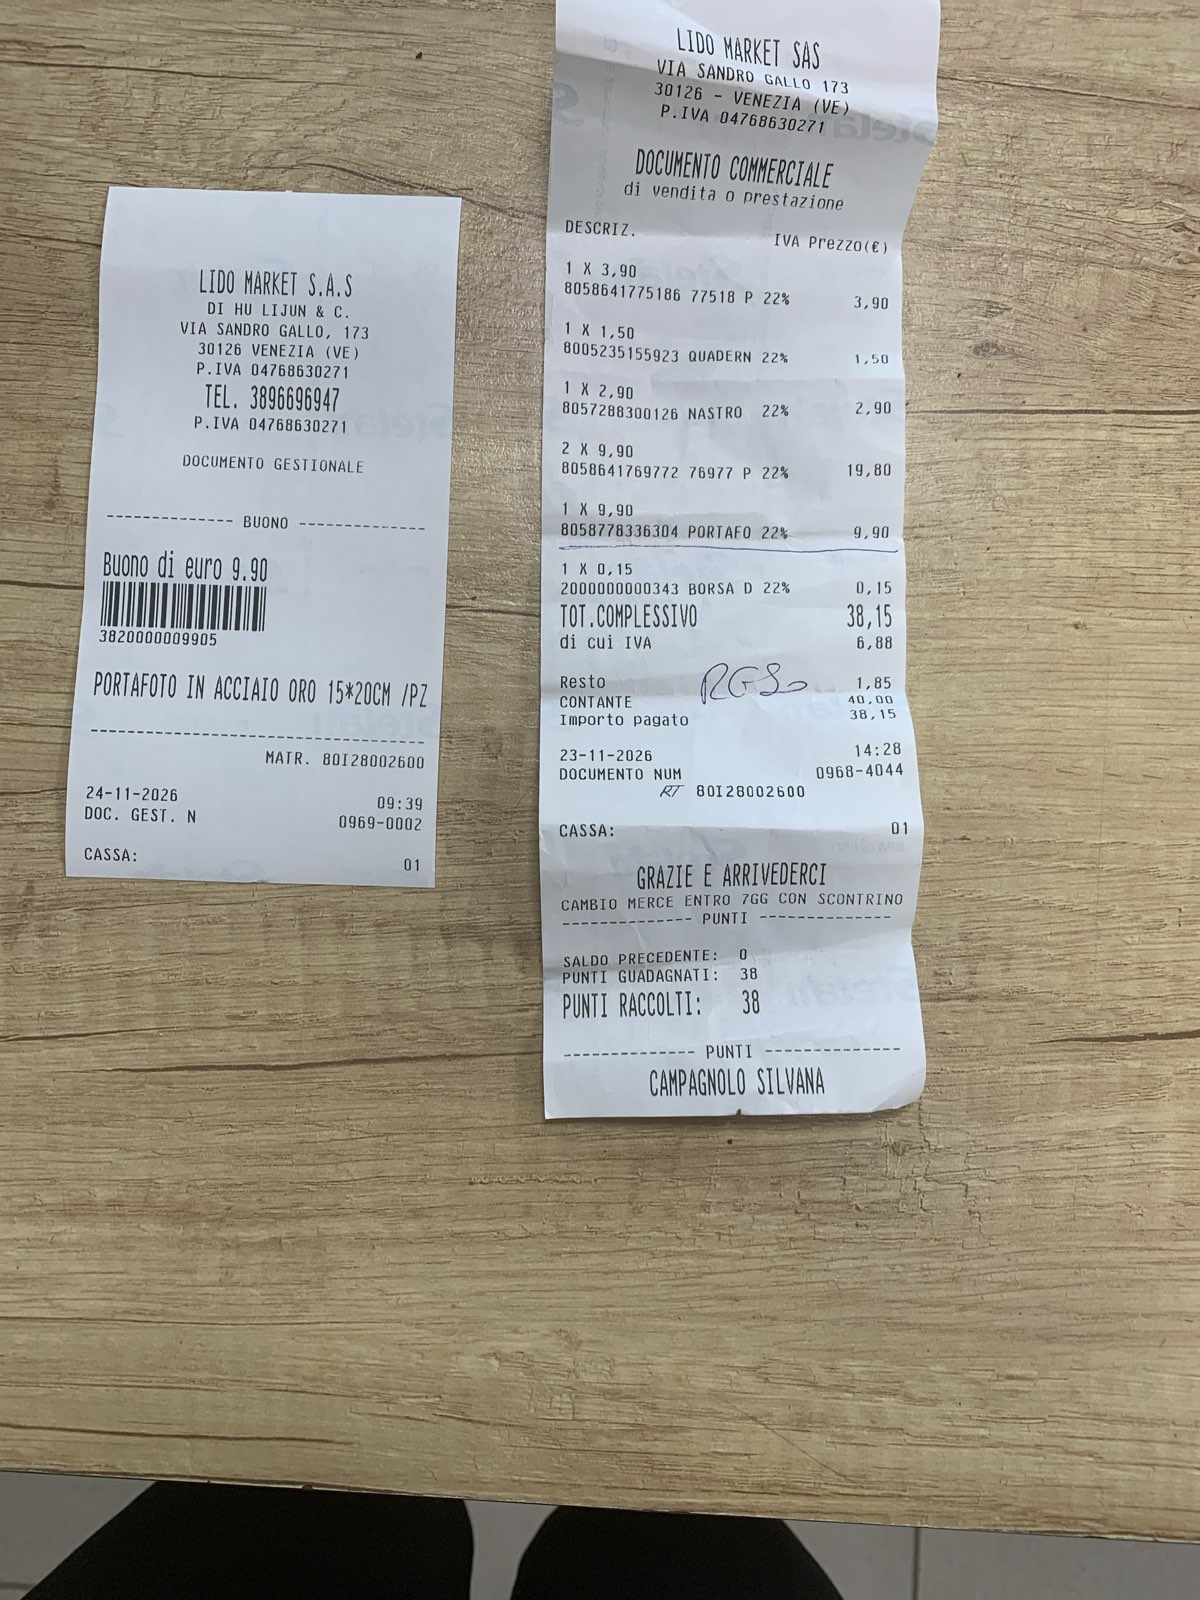 LIDO MARKET S.A.S
DI HU LIJUN & C.
VIA SANDRO GALLO, 173
30126 VENEZIA (VE)
P.IVA 04768630271
TEL. 3896696947
P.IVA 04768630271
DOCUMENTO GESTIONALE
-------------- BUONO --------------
Buono di euro 9.90
3820000009905
PORTAFOTO IN ACCIAIO ORO 15*20CM /PZ
MATR. 80I28002600
24-11-2026 09:39
DOC. GEST. N 0969-0002
CASSA: 01
LIDO MARKET SAS
VIA SANDRO GALLO 173
30126 - VENEZIA (VE)
P.IVA 04768630271
DOCUMENTO COMMERCIALE
di vendita o prestazione
DESCRIZ. IVA Prezzo(€)
1 X 3,90
8058641775186 77518 P 22% 3,90
1 X 1,50
8005235155923 QUADERN 22% 1,50
1 X 2,90
8057288300126 NASTRO 22% 2,90
2 X 9,90
8058641769772 76977 P 22% 19,80
1 X 9,90
8058778336304 PORTAFO 22% 9,90
1 X 0,15
2000000000343 BORSA D 22% 0,15
TOT.COMPLESSIVO 38,15
di cui IVA 6,88
Resto 1,85
CONTANTE 40,00
Importo pagato 38,15
23-11-2026 14:28
DOCUMENTO NUM 0968-4044
RT 80I28002600
CASSA: 01
GRAZIE E ARRIVEDERCI
CAMBIO MERCE ENTRO 7GG CON SCONTRINO
-------------- PUNTI --------------
SALDO PRECEDENTE: 0
PUNTI GUADAGNATI: 38
PUNTI RACCOLTI: 38
-------------- PUNTI --------------
CAMPAGNOLO SILVANA